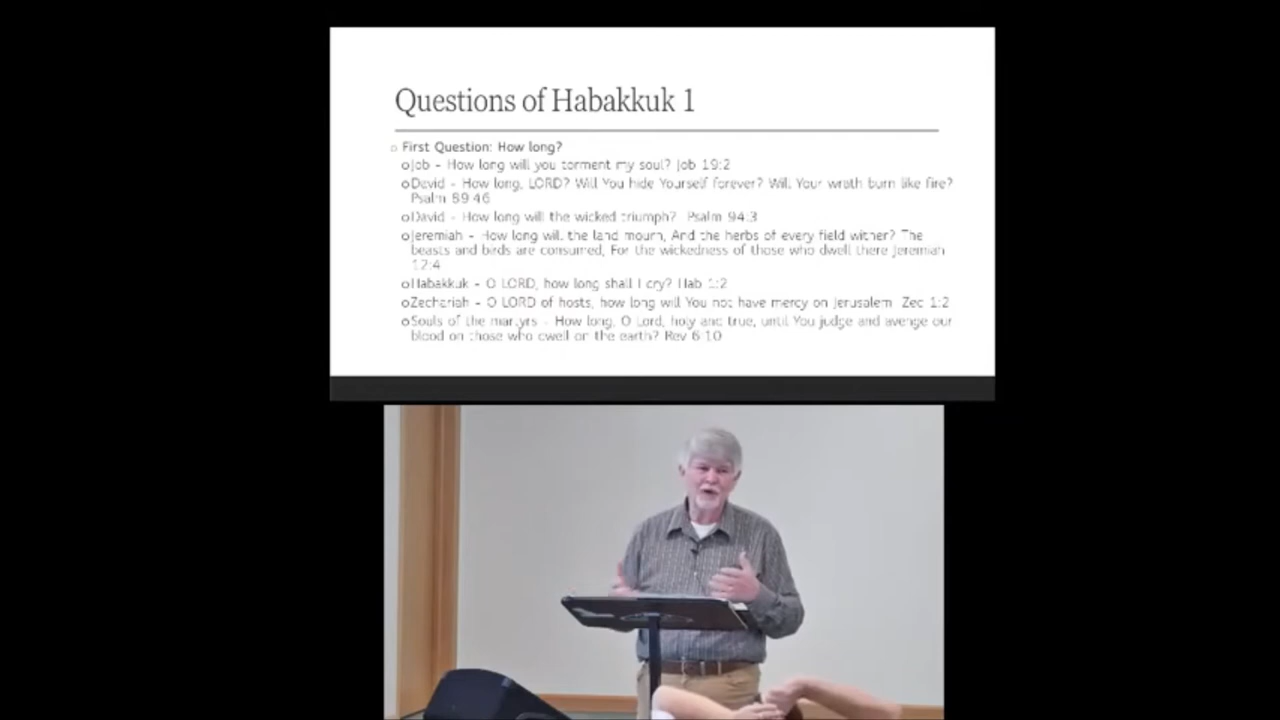 Questions of Habakkuk 1
First Question: How long?
Job - How long will you torment my soul? Job 19:2
David - How long, LORD? Will You hide Yourself forever? Will Your wrath burn like fire?
Psalm 89:46
David - How long will the wicked triumph? Psalm 94:3
Jeremiah - How long will the land mourn, And the herbs of every field wither? The
beasts and birds are consumed, For the wickedness of those who dwell there Jeremiah
12:4
Habakkuk - O LORD, how long shall I cry? Hab 1:2
Zechariah - O LORD of hosts, how long will You not have mercy on Jerusalem Zec 1:2
Souls of the martyrs - How long, O Lord, holy and true, until You judge and avenge our
blood on those who dwell on the earth? Rev 6:10